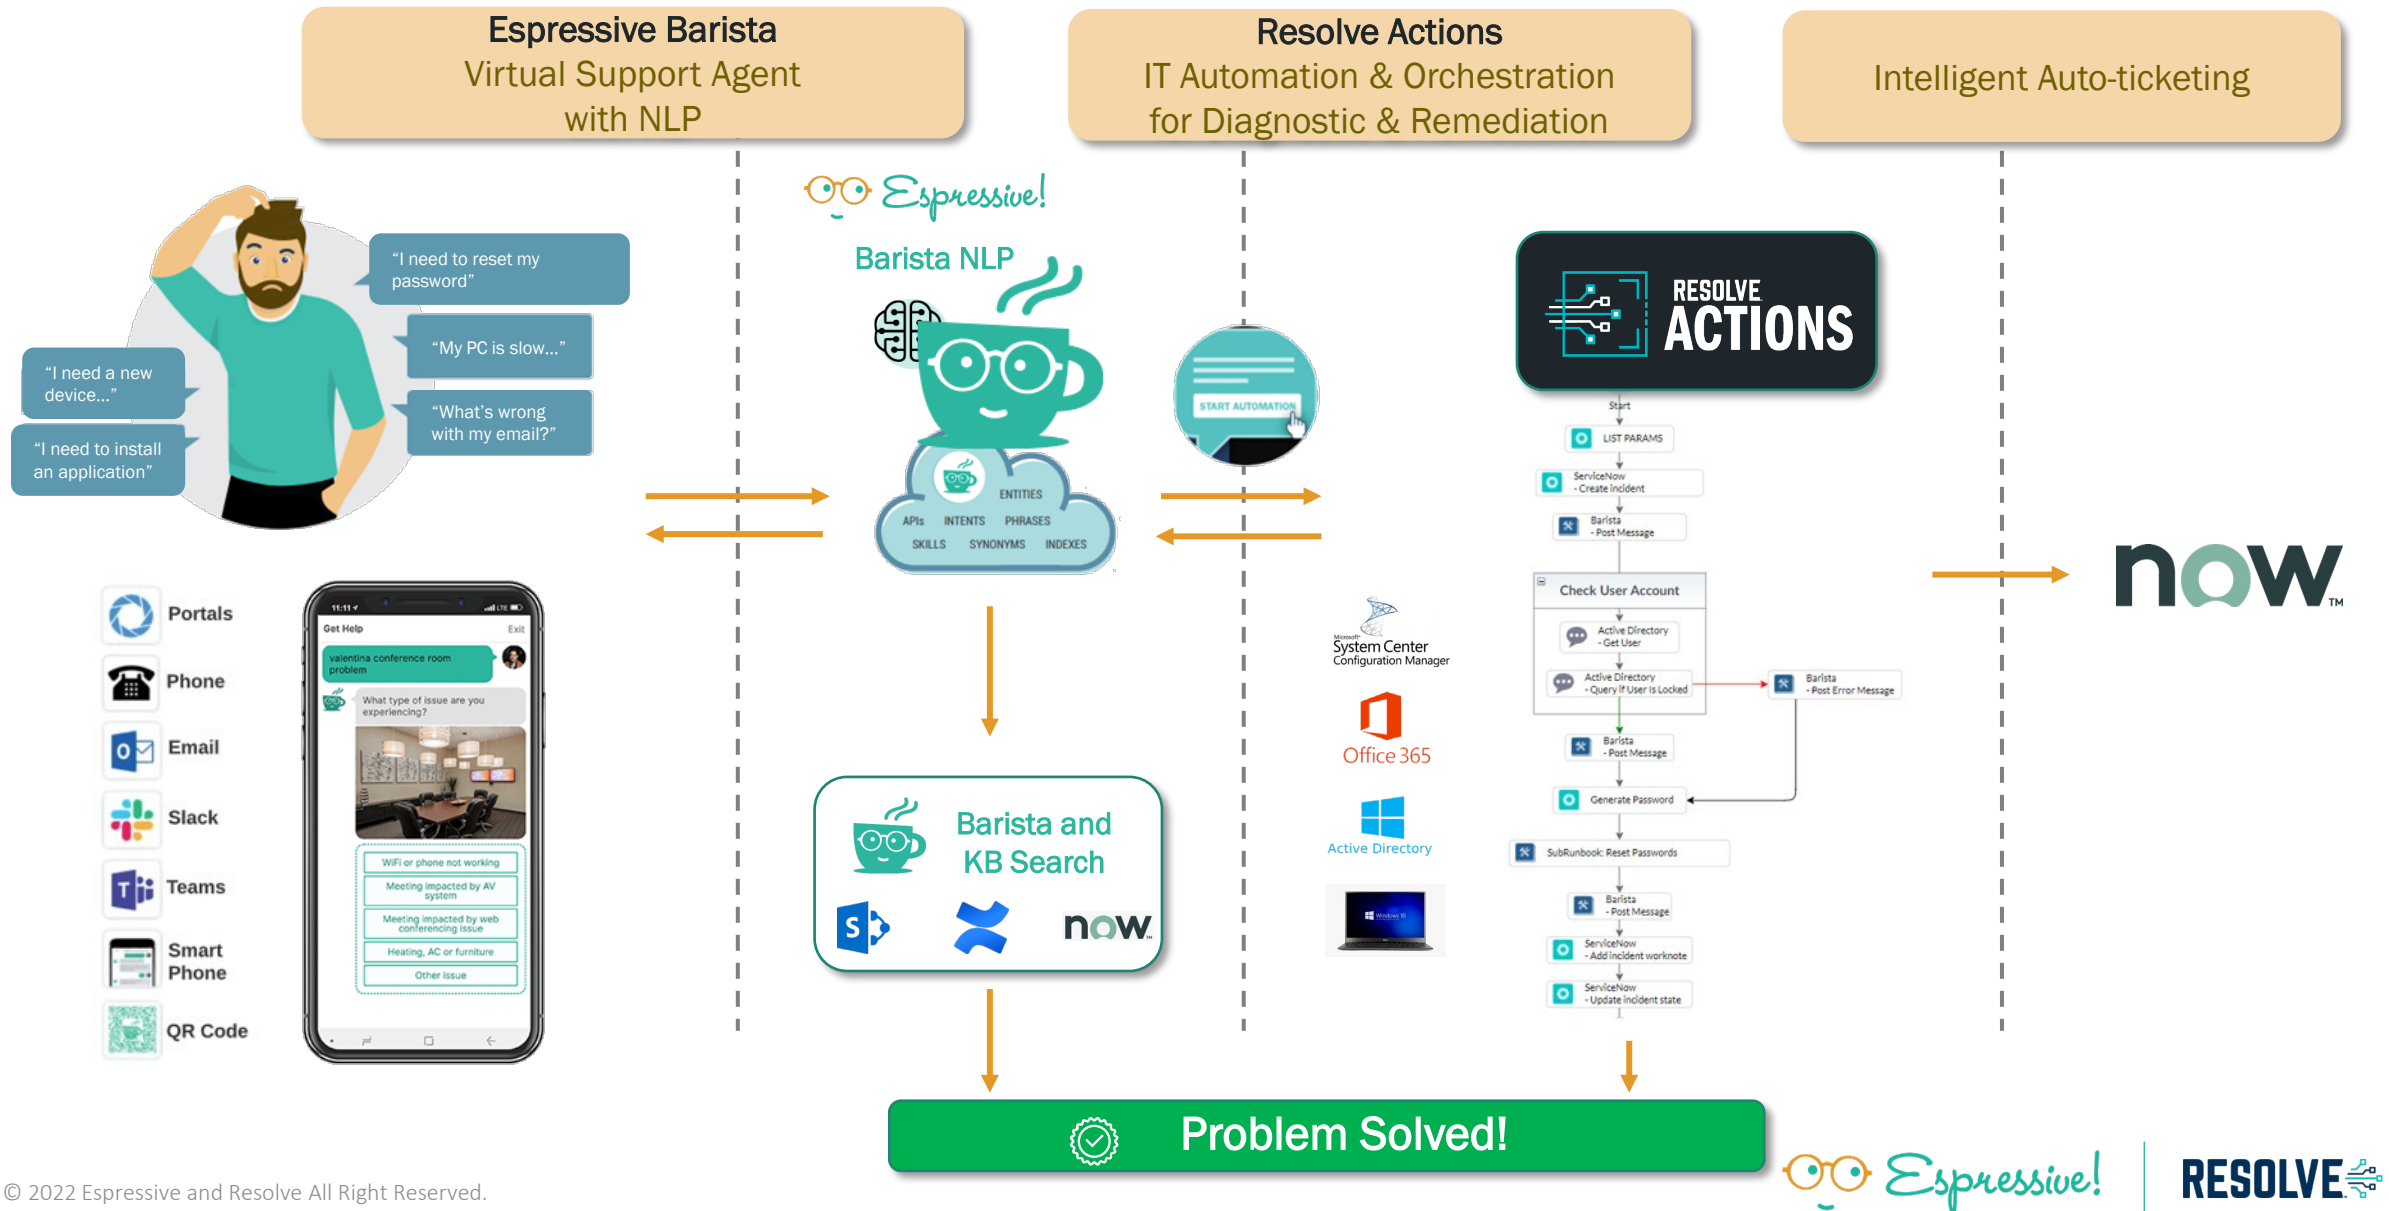 Espressive Barista
Virtual Support Agent
with NLP
Resolve Actions
IT Automation & Orchestration
for Diagnostic & Remediation
Intelligent Auto-ticketing
“I need to reset my
password”
“My PC is slow...”
“I need a new
device...”
“What’s wrong
with my email?”
“I need to install
an application”
Portals
Phone
Email
Slack
Teams
Smart
Phone
QR Code
11:11
LTE
Get Help
Exit
valentina conference room
problem
What type of issue are you
experiencing?
WiFi or phone not working
Meeting impacted by AV
system
Meeting impacted by web
conferencing issue
Heating, AC or furniture
Other issue
Espressive!
Barista NLP
ENTITIES
APIs INTENTS PHRASES
SKILLS SYNONYMS INDEXES
START AUTOMATION
Barista and
KB Search
S
now
Microsoft
System Center
Configuration Manager
Office 365
Active Directory
Windows 10
RESOLVE
ACTIONS
Start
LIST PARAMS
ServiceNow
- Create incident
Barista
- Post Message
Check User Account
Active Directory
- Get User
Active Directory
- Query if User Is Locked
Barista
- Post Error Message
Barista
- Post Message
Generate Password
SubRunbook: Reset Passwords
Barista
- Post Message
ServiceNow
- Add incident worknote
ServiceNow
- Update incident state
now™
Problem Solved!
© 2022 Espressive and Resolve All Right Reserved.
Espressive!
RESOLVE